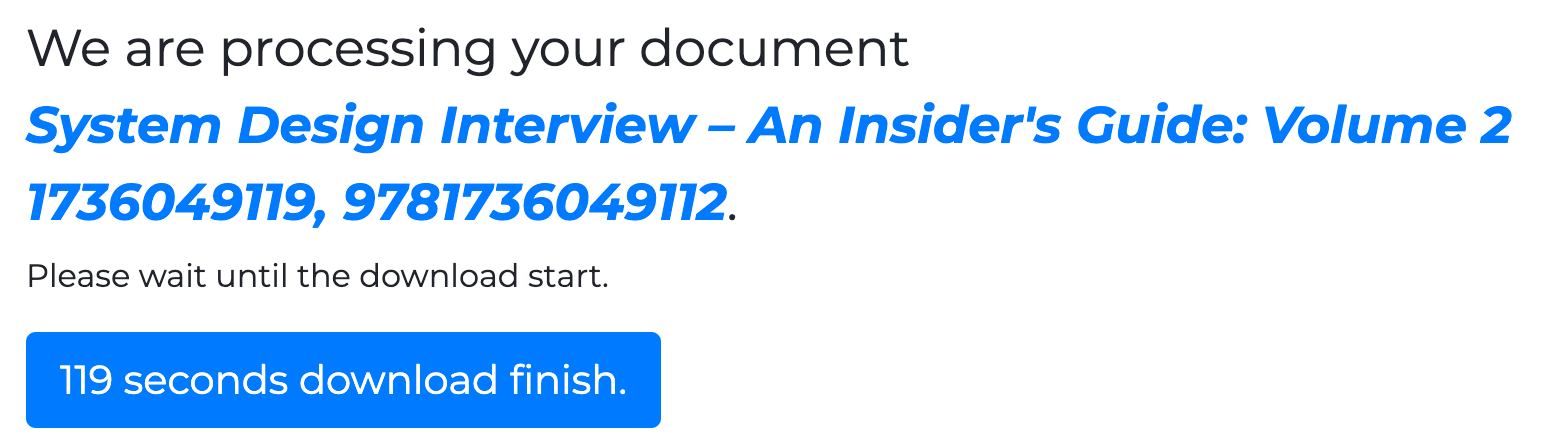 We are processing your document
System Design Interview – An Insider's Guide: Volume 2
1736049119, 9781736049112.
Please wait until the download start.
119 seconds download finish.